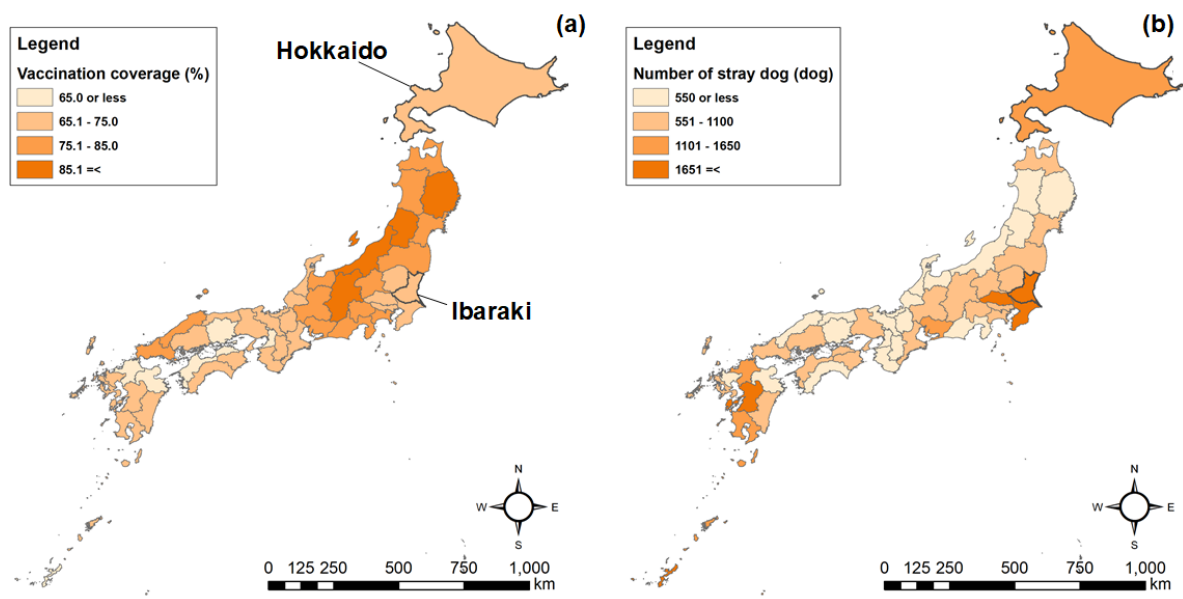 (a)
Legend
Vaccination coverage (%)
65.0 or less
65.1 - 75.0
75.1 - 85.0
85.1 =<
Hokkaido
Ibaraki
N
W E
S
0 125 250 500 750 1,000
km
(b)
Legend
Number of stray dog (dog)
550 or less
551 - 1100
1101 - 1650
1651 =<
N
W E
S
0 125 250 500 750 1,000
km